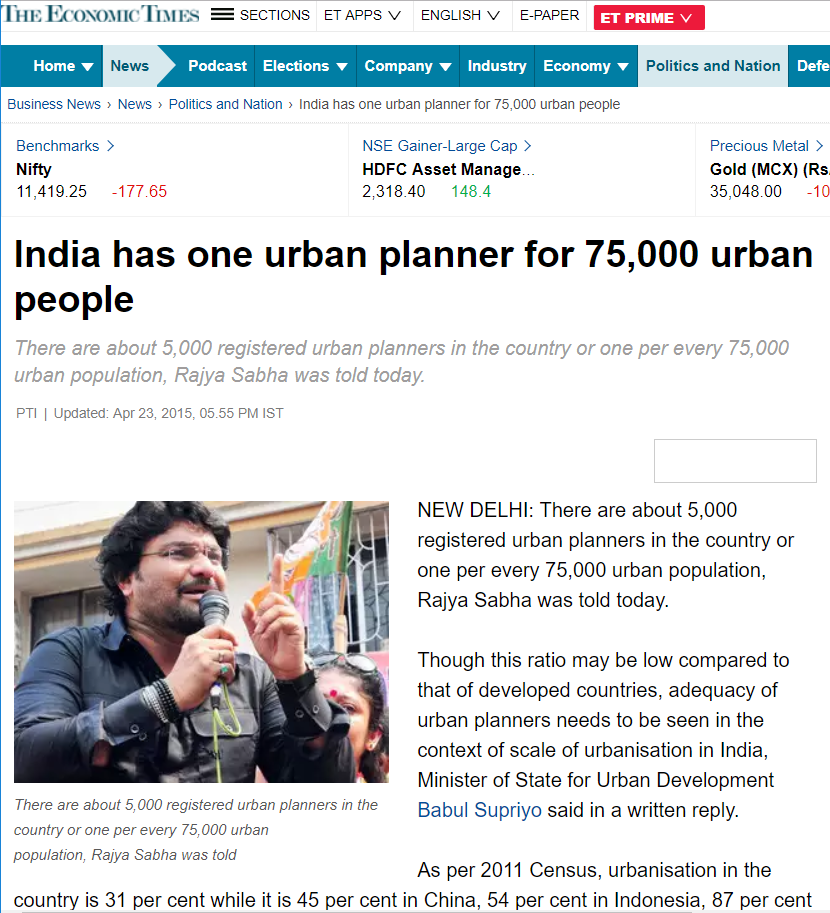 THE ECONOMIC TIMES SECTIONS ET APPS ENGLISH E-PAPER ET PRIME
Home News Podcast Elections Company Industry Economy Politics and Nation Defe
Business News › News › Politics and Nation › India has one urban planner for 75,000 urban people
Benchmarks NSE Gainer-Large Cap Precious Metal
Nifty HDFC Asset Manage... Gold (MCX) (Rs.
11,419.25 -177.65 2,318.40 148.4 35,048.00 -10
India has one urban planner for 75,000 urban
people
There are about 5,000 registered urban planners in the country or one per every 75,000
urban population, Rajya Sabha was told today.
PTI | Updated: Apr 23, 2015, 05.55 PM IST
There are about 5,000 registered urban planners in the
country or one per every 75,000 urban
population, Rajya Sabha was told
NEW DELHI: There are about 5,000
registered urban planners in the country or
one per every 75,000 urban population,
Rajya Sabha was told today.
Though this ratio may be low compared to
that of developed countries, adequacy of
urban planners needs to be seen in the
context of scale of urbanisation in India,
Minister of State for Urban Development
Babul Supriyo said in a written reply.
As per 2011 Census, urbanisation in the
country is 31 per cent while it is 45 per cent in China, 54 per cent in Indonesia, 87 per cent